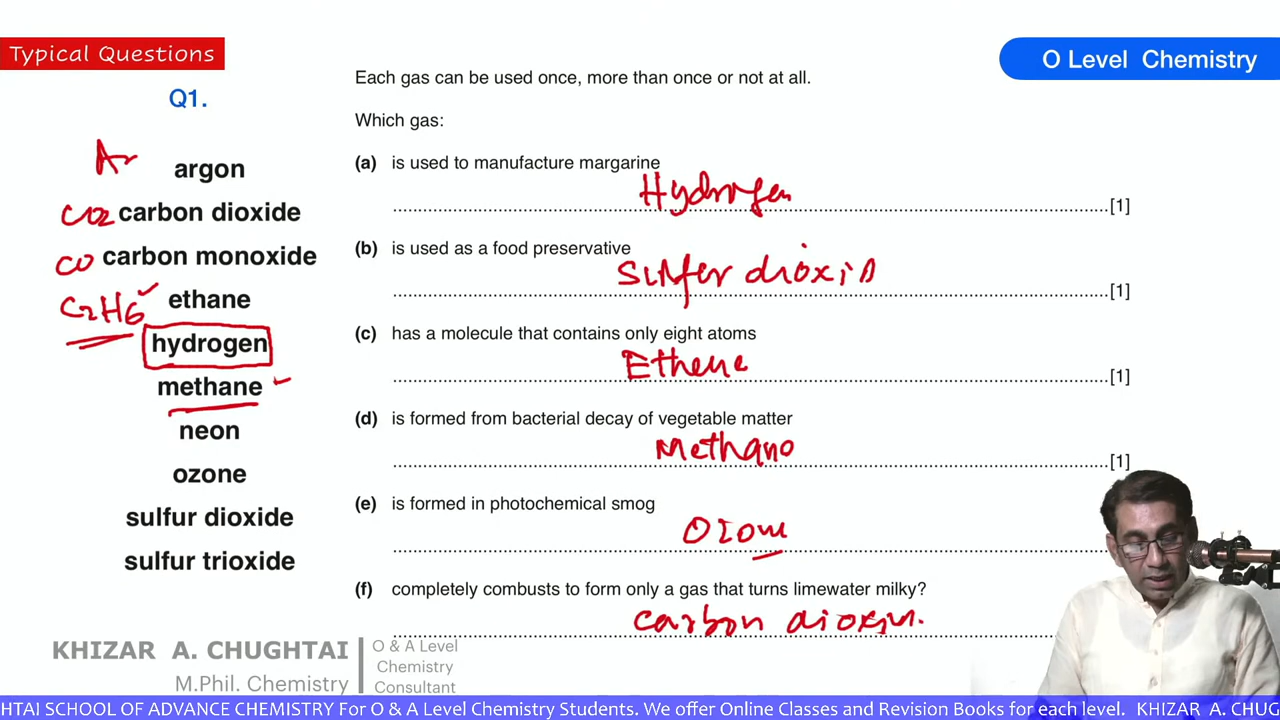 Typical Questions
O Level Chemistry
Q1.
Ar argon
CO2 carbon dioxide
CO carbon monoxide
C2H6 ethane
hydrogen
methane
neon
ozone
sulfur dioxide
sulfur trioxide
Each gas can be used once, more than once or not at all.
Which gas:
(a) is used to manufacture margarine
Hydrogen
[1]
(b) is used as a food preservative
dioxid
[1]
(c) has a molecule that contains only eight atoms
Ethene
[1]
(d) is formed from bacterial decay of vegetable matter
[1]
(e) is formed in photochemical smog
(f) completely combusts to form only a gas that turns limewater milky?
carbon
KHIZAR A. CHUGHTAI
M.Phil. Chemistry
O & A Level
Chemistry
Consultant
HTAI SCHOOL OF ADVANCE CHEMISTRY For O & A Level Chemistry Students. We offer Online Classes and Revision Books for each level. KHIZAR A. CHUG